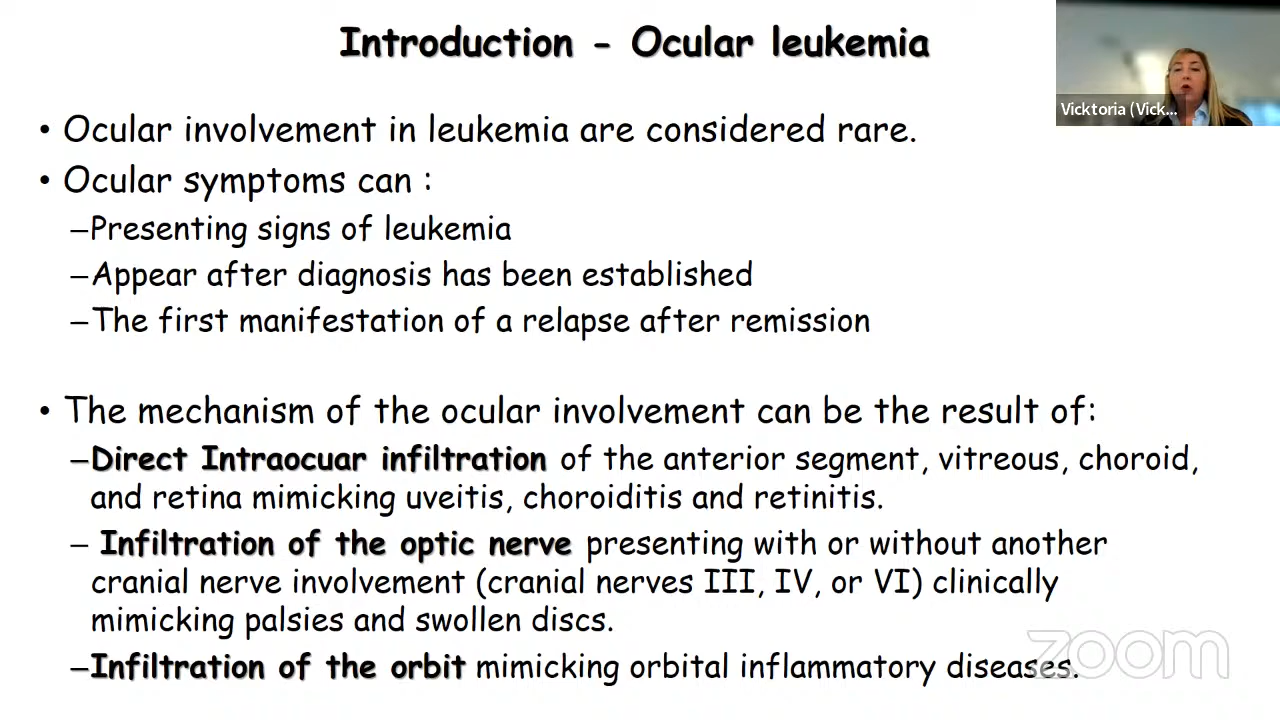 Introduction - Ocular leukemia
Vicktoria (Vick...
• Ocular involvement in leukemia are considered rare.
• Ocular symptoms can :
–Presenting signs of leukemia
–Appear after diagnosis has been established
–The first manifestation of a relapse after remission
• The mechanism of the ocular involvement can be the result of:
–Direct Intraocuar infiltration of the anterior segment, vitreous, choroid,
and retina mimicking uveitis, choroiditis and retinitis.
– Infiltration of the optic nerve presenting with or without another
cranial nerve involvement (cranial nerves III, IV, or VI) clinically
mimicking palsies and swollen discs.
–Infiltration of the orbit mimicking orbital inflammatory diseases.
zoom